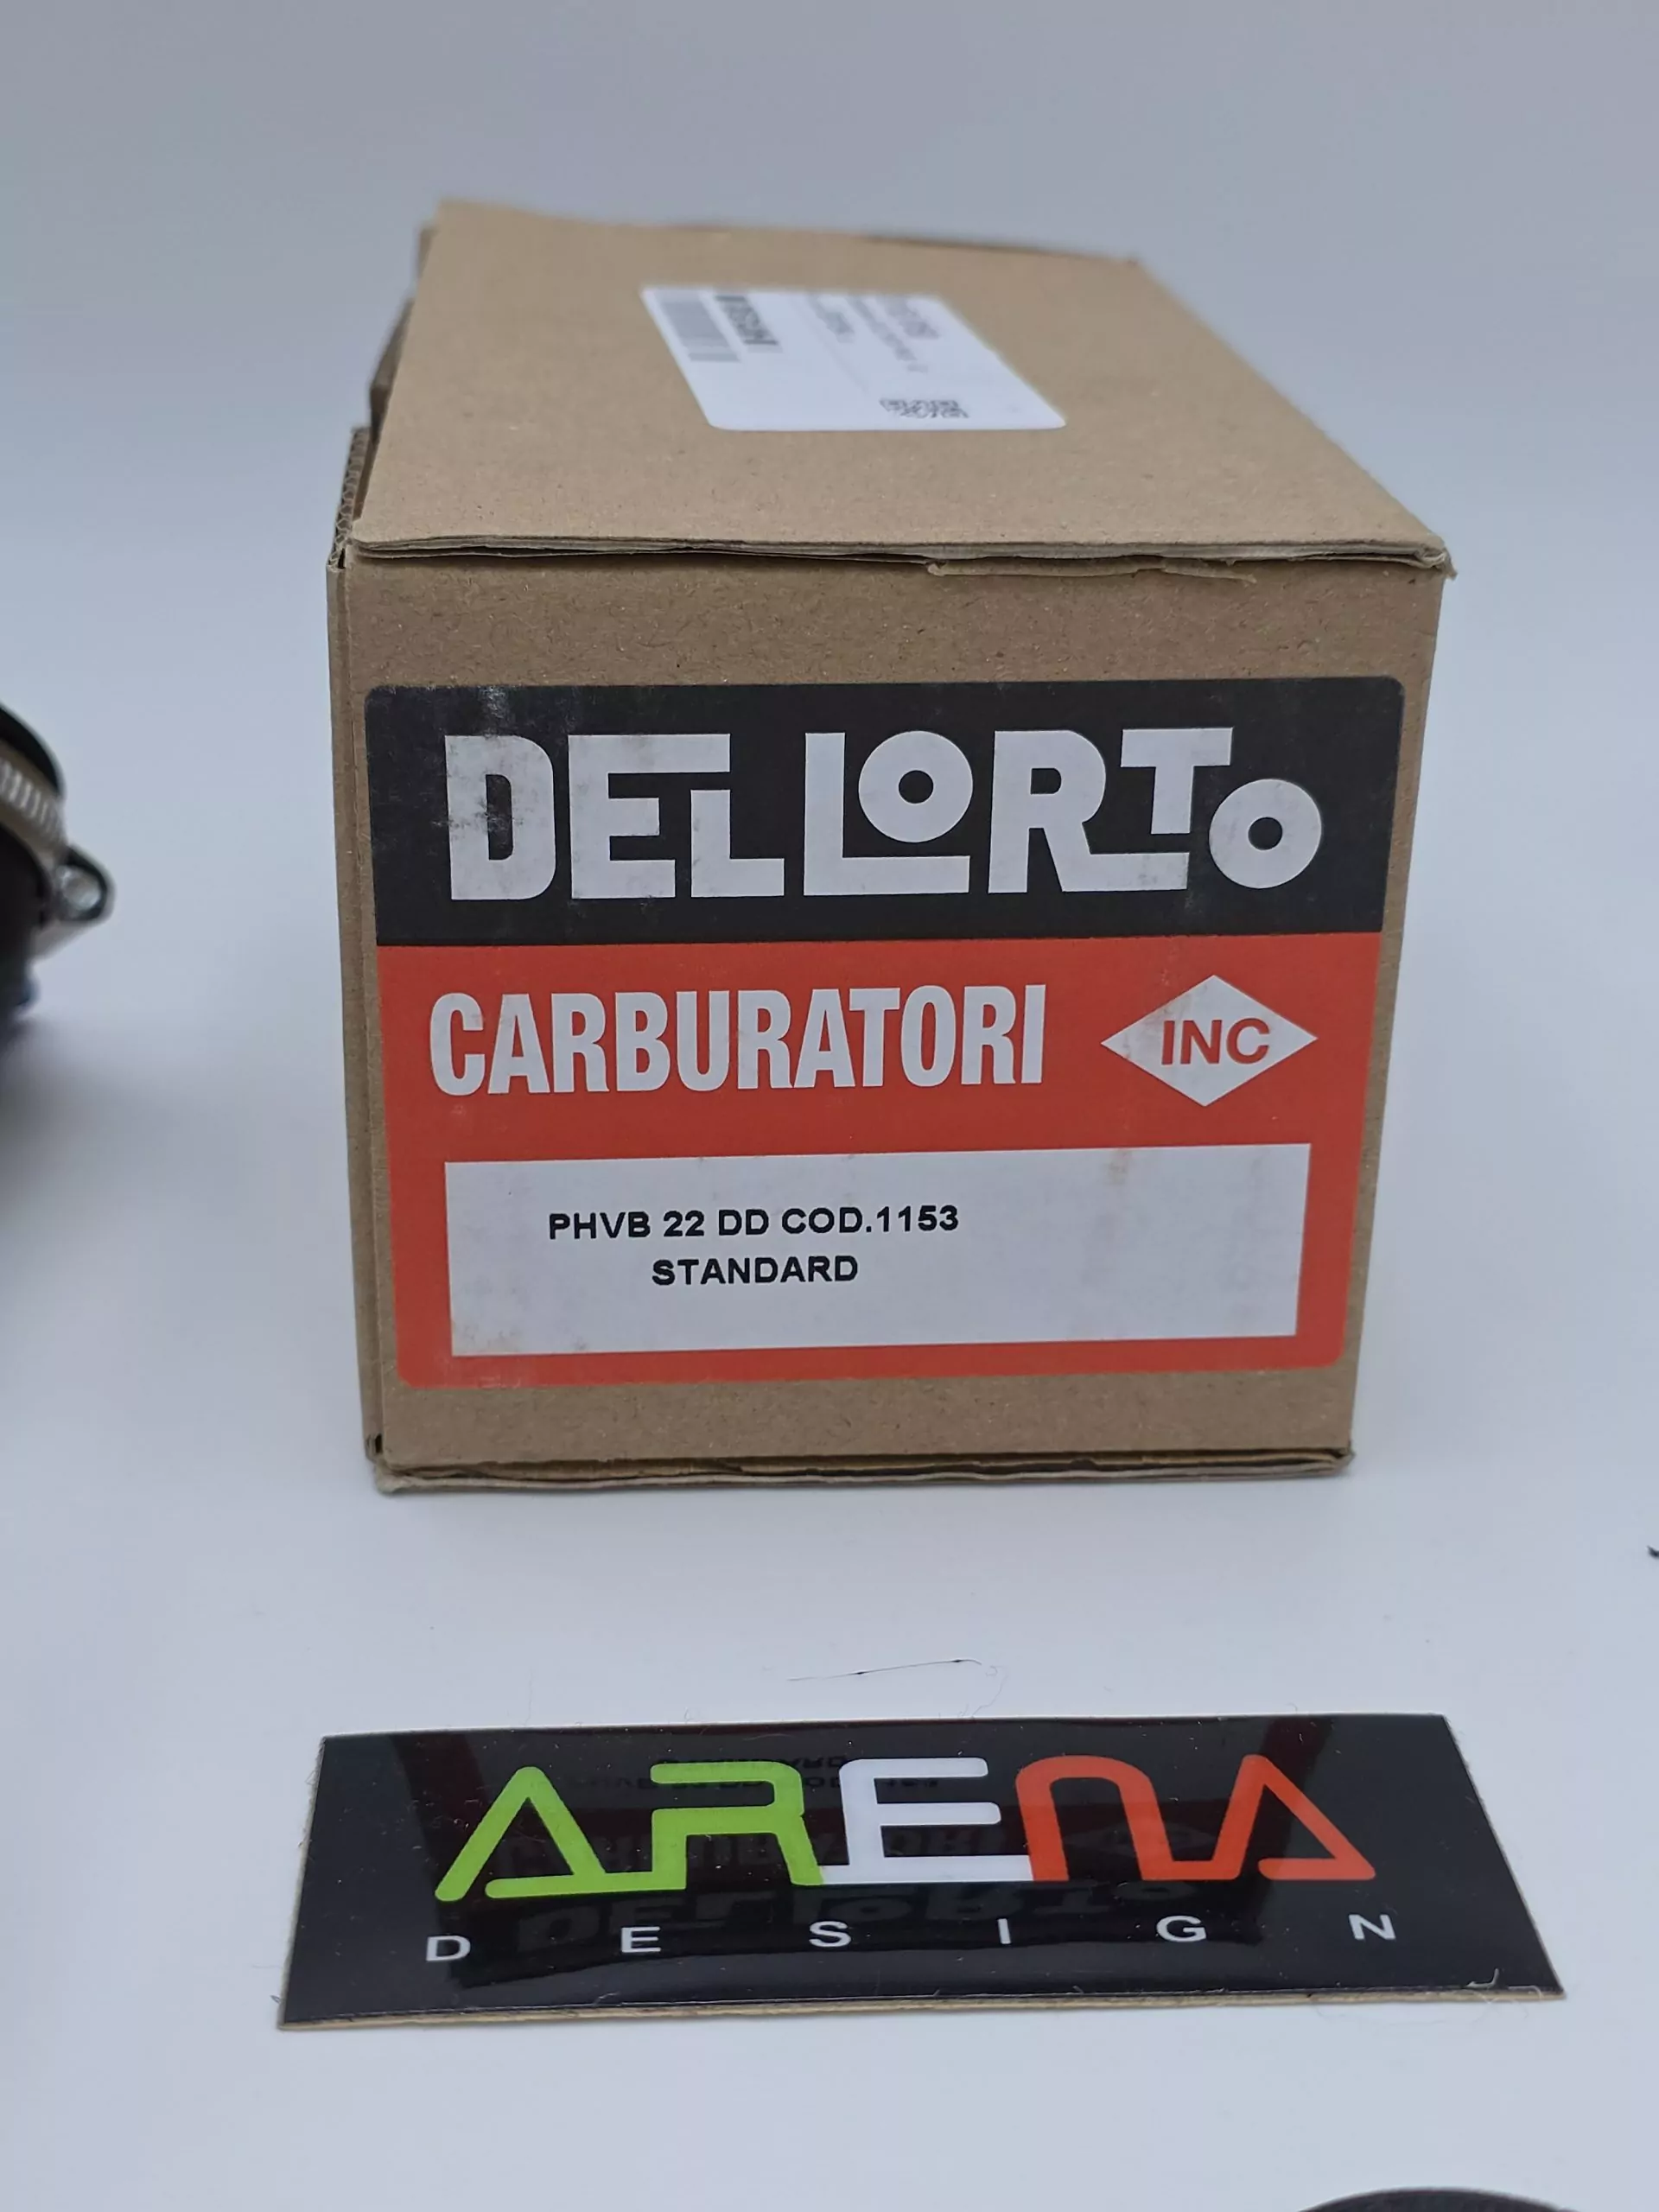 DELLORTO
CARBURATORI
INC
PHVB 22 DD COD.1153
STANDARD
ARENA
DESIGN